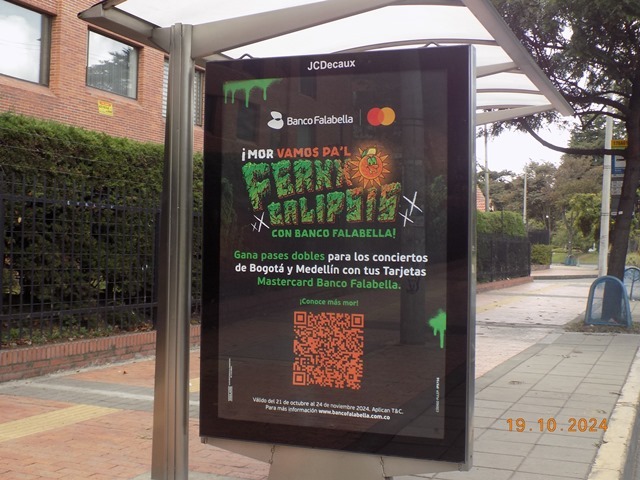 JCDecaux
Banco Falabella
¡MOR VAMOS PA'L
FERXXO
CALIPSIS
CON BANCO FALABELLA!
Gana pases dobles para los conciertos
de Bogotá y Medellín con tus Tarjetas
Mastercard Banco Falabella.
¡Conoce más mor!
Válido del 21 de octubre al 24 de noviembre 2024. Aplican T&C.
Para más información www.bancofalabella.com.co
19.10.2024